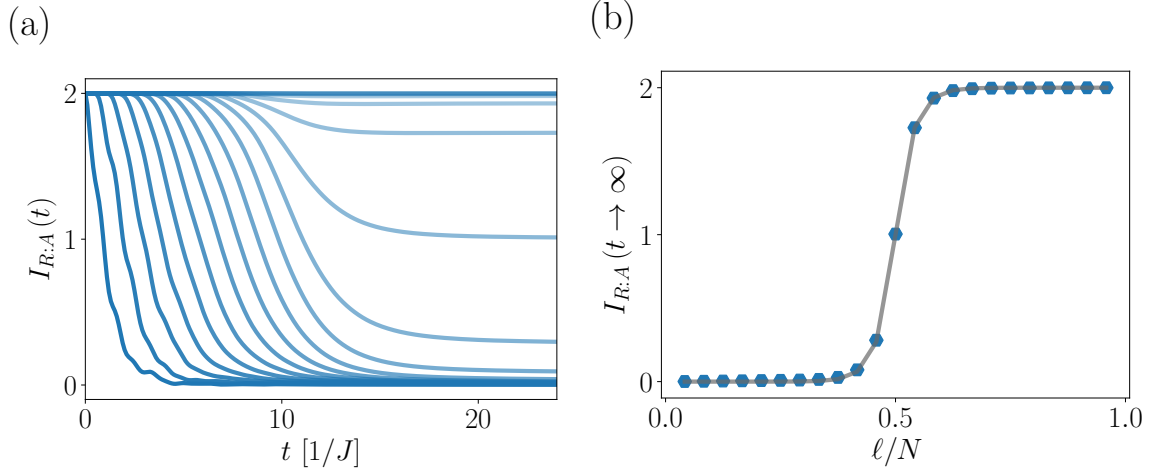 (a)
2
1
0
0
10
20
I_{R:A}(t)
t [1/J]
(b)
2
1
0
0.0
0.5
1.0
I_{R:A}(t → ∞)
ℓ/N